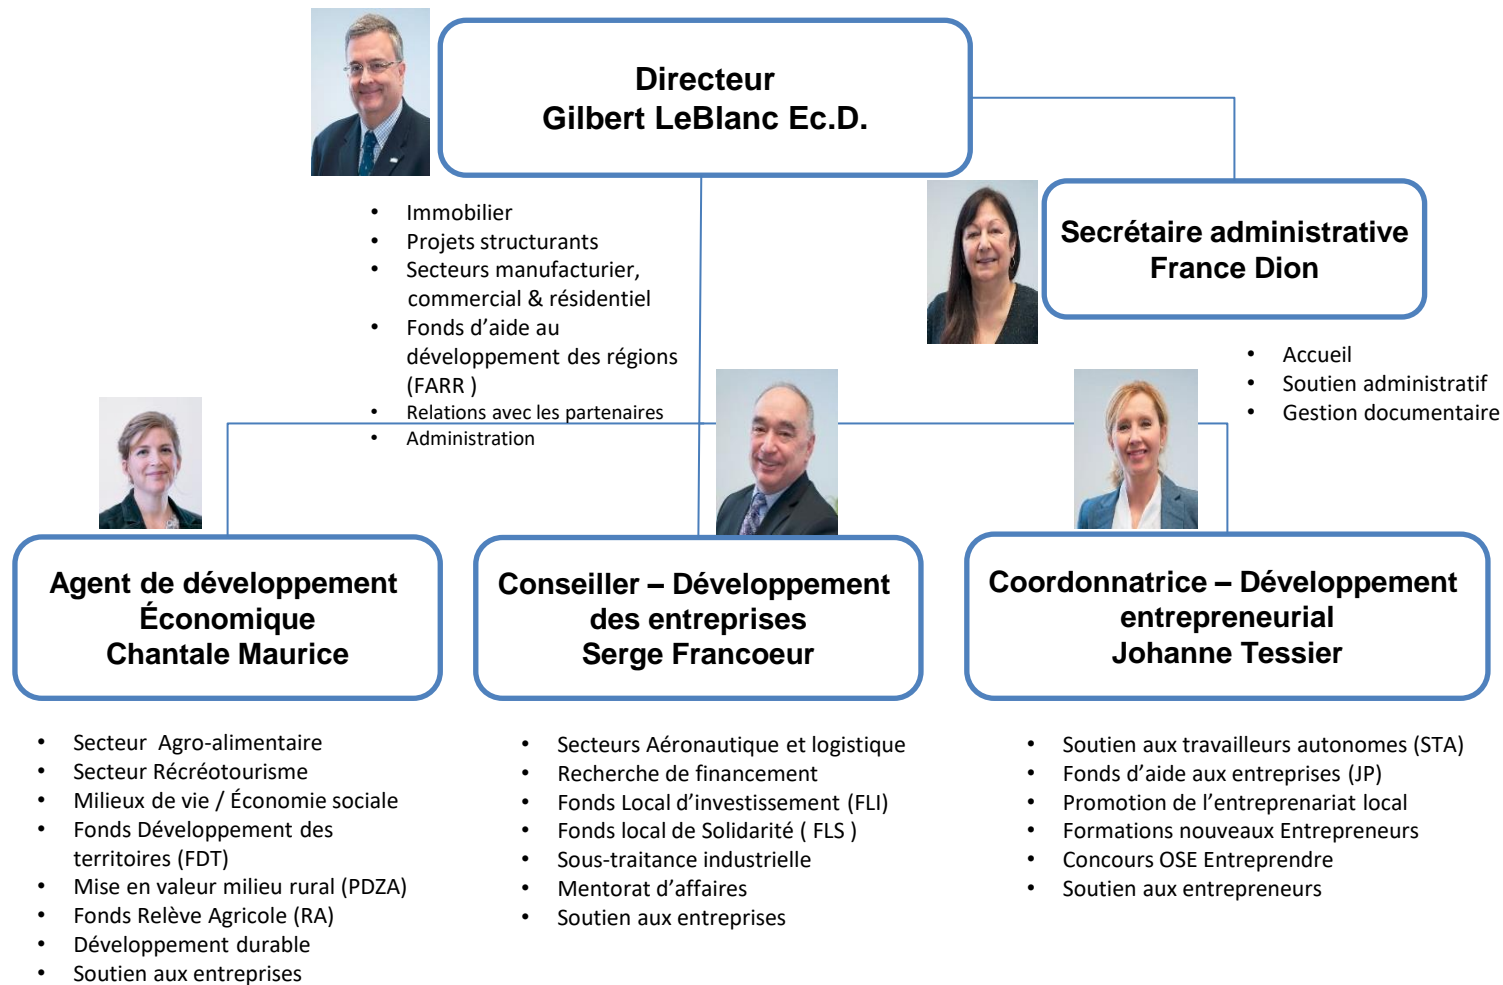 Directeur
Gilbert LeBlanc Ec.D.
• Immobilier
• Projets structurants
• Secteurs manufacturier,
commercial & résidentiel
• Fonds d’aide au
développement des régions
(FARR )
• Relations avec les partenaires
• Administration
Secrétaire administrative
France Dion
• Accueil
• Soutien administratif
• Gestion documentaire
Agent de développement
Économique
Chantale Maurice
• Secteur Agro-alimentaire
• Secteur Récréotourisme
• Milieux de vie / Économie sociale
• Fonds Développement des
territoires (FDT)
• Mise en valeur milieu rural (PDZA)
• Fonds Relève Agricole (RA)
• Développement durable
• Soutien aux entreprises
Conseiller – Développement
des entreprises
Serge Francoeur
• Secteurs Aéronautique et logistique
• Recherche de financement
• Fonds Local d’investissement (FLI)
• Fonds local de Solidarité ( FLS )
• Sous-traitance industrielle
• Mentorat d’affaires
• Soutien aux entreprises
Coordonnatrice – Développement
entrepreneurial
Johanne Tessier
• Soutien aux travailleurs autonomes (STA)
• Fonds d’aide aux entreprises (JP)
• Promotion de l’entreprenariat local
• Formations nouveaux Entrepreneurs
• Concours OSE Entreprendre
• Soutien aux entrepreneurs